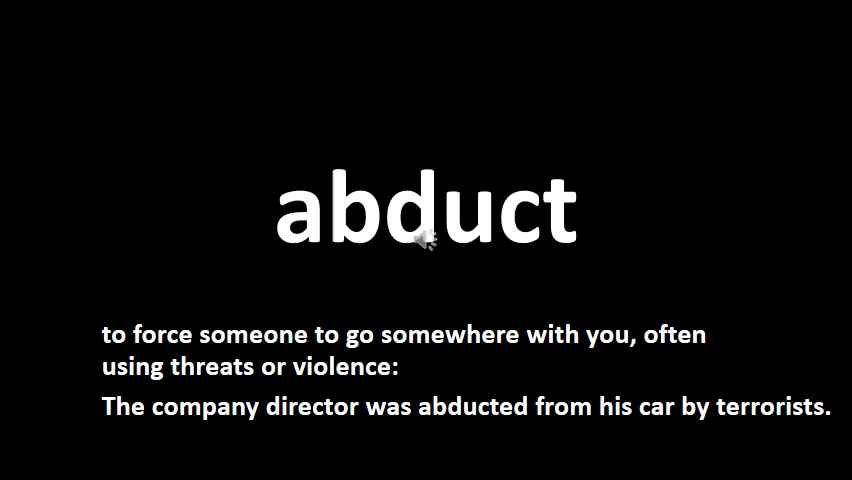 abduct
to force someone to go somewhere with you, often
using threats or violence:
The company director was abducted from his car by terrorists.